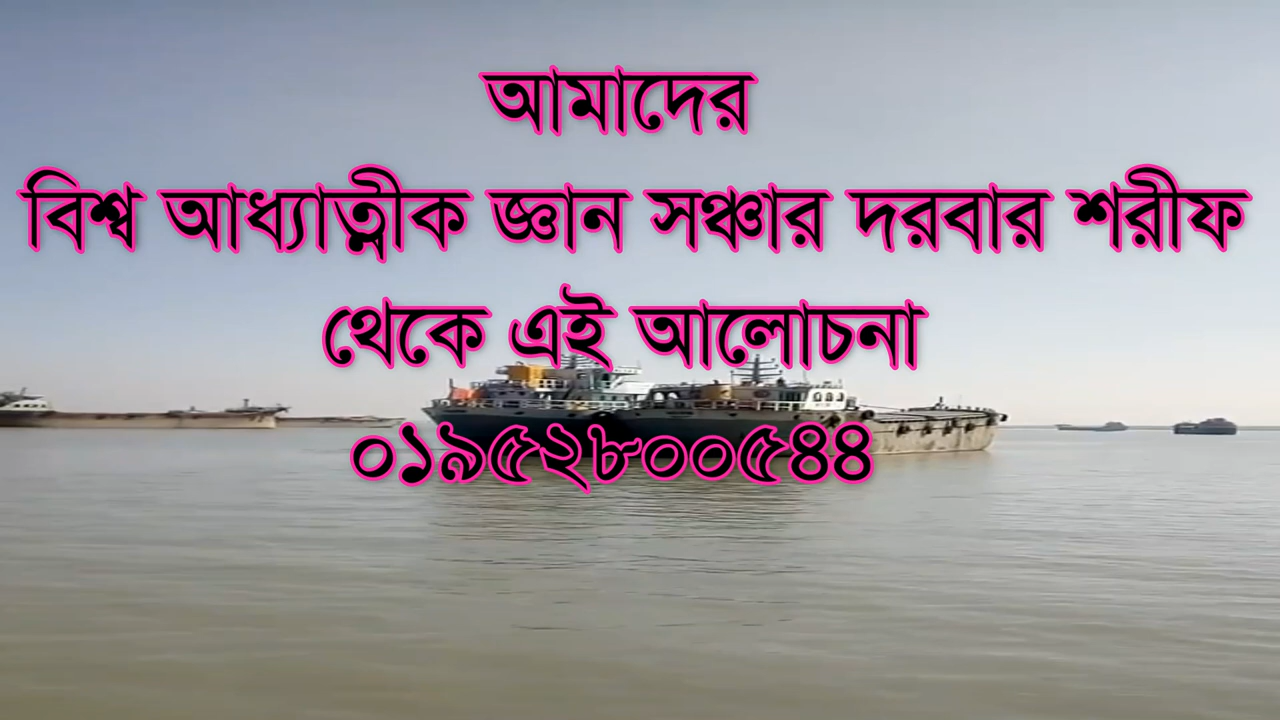 আমাদের
বিশ্ব আধ্যাত্নীক জ্ঞান সঞ্চার দরবার শরীফ
থেকে এই আলোচনা
০১৯৫২৮০০৫৪৪